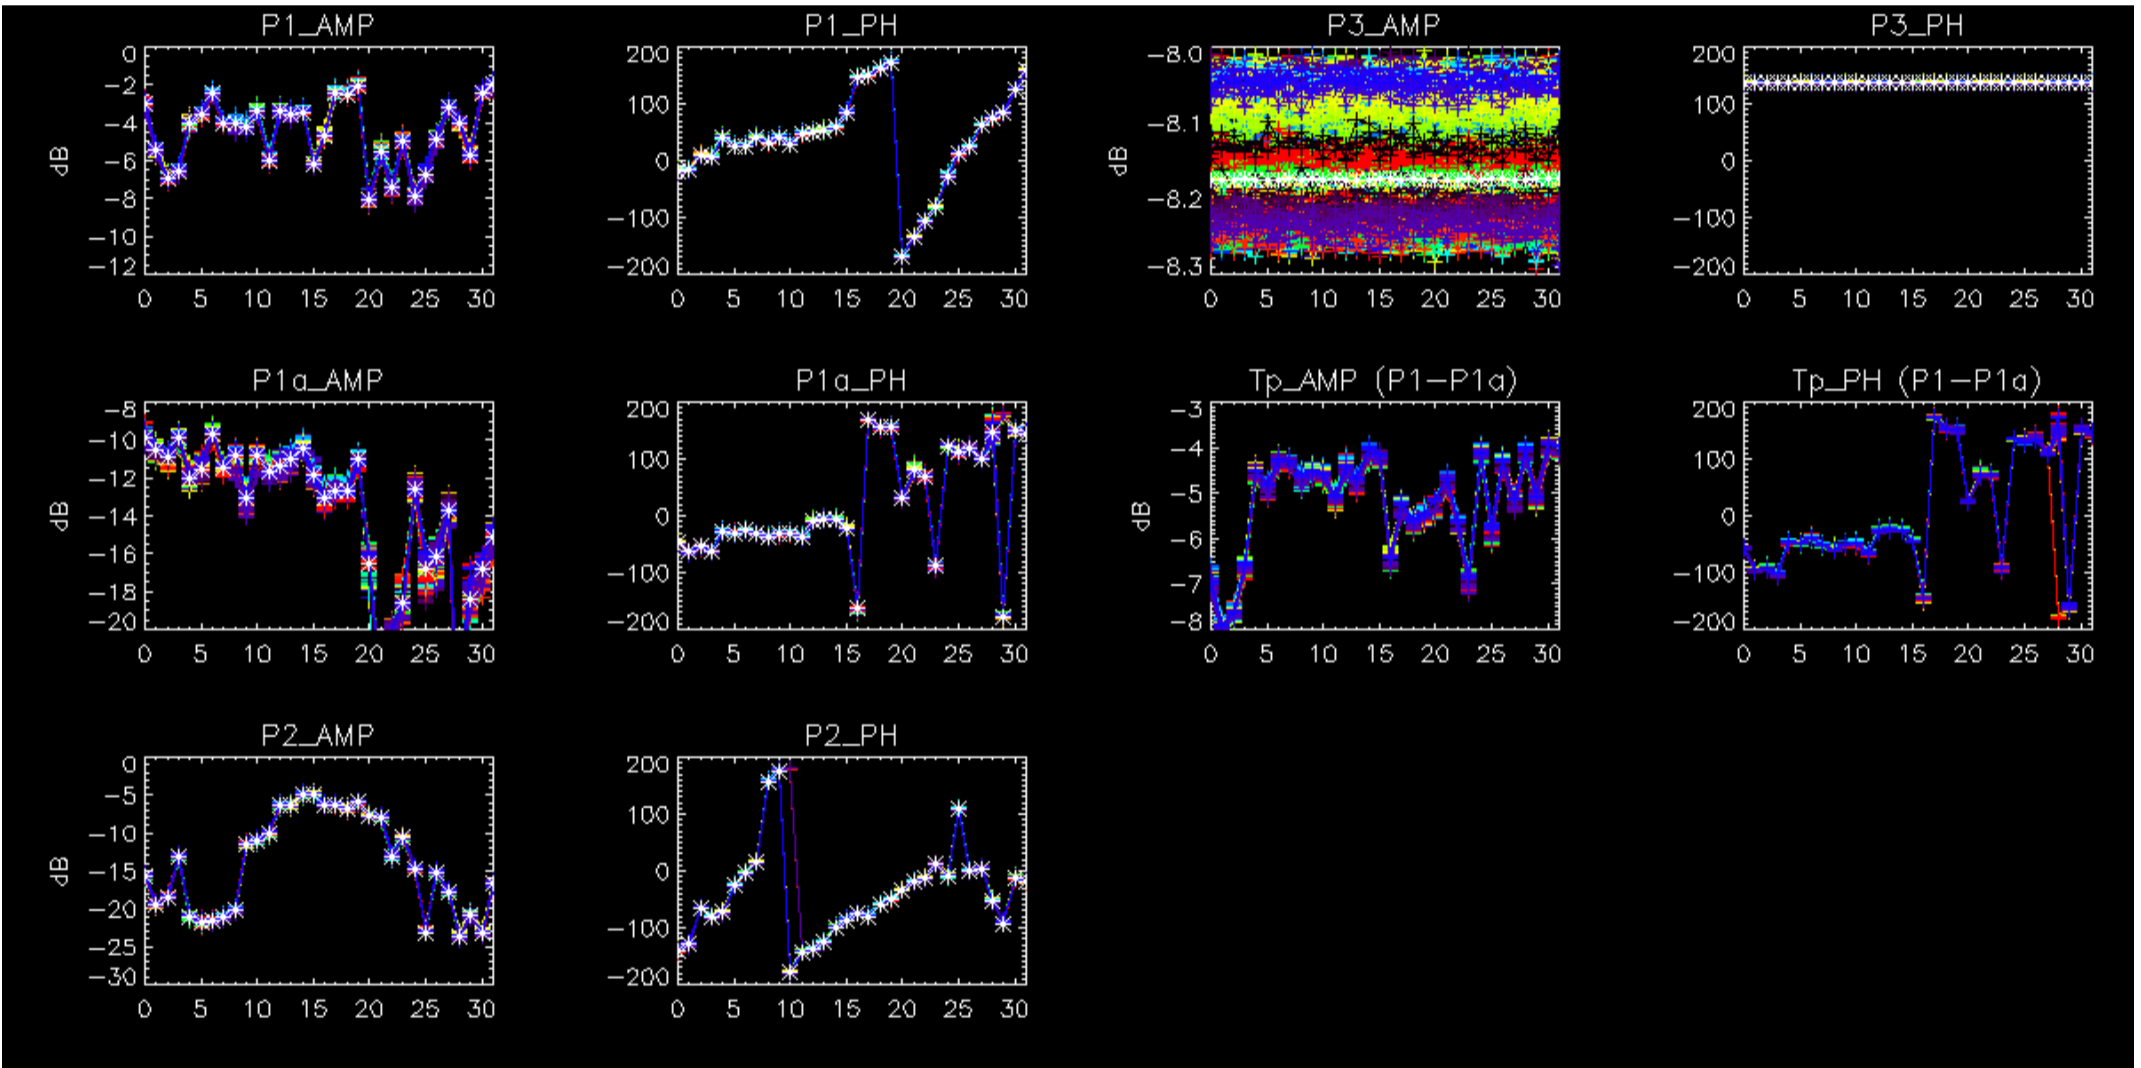 P1_AMP P1_PH P3_AMP P3_PH
0 200 −8.0 200
−2 100 −8.1 100
−4 0 −8.2 0
−6 −100 −8.3 −100
−8 −200 −200
−10
−12
dB dB
0 5 10 15 20 25 30 0 5 10 15 20 25 30 0 5 10 15 20 25 30 0 5 10 15 20 25 30
P1a_AMP P1a_PH Tp_AMP (P1−P1a) Tp_PH (P1−P1a)
−8 200 −3 200
−10 100 −4 100
−12 0 −5 0
−14 −100 −6 −100
−16 −200 −7 −200
−18 −8
−20
dB dB
0 5 10 15 20 25 30 0 5 10 15 20 25 30 0 5 10 15 20 25 30 0 5 10 15 20 25 30
P2_AMP P2_PH
0 200
−5 100
−10 0
−15 −100
−20 −200
−25
−30
dB
0 5 10 15 20 25 30 0 5 10 15 20 25 30